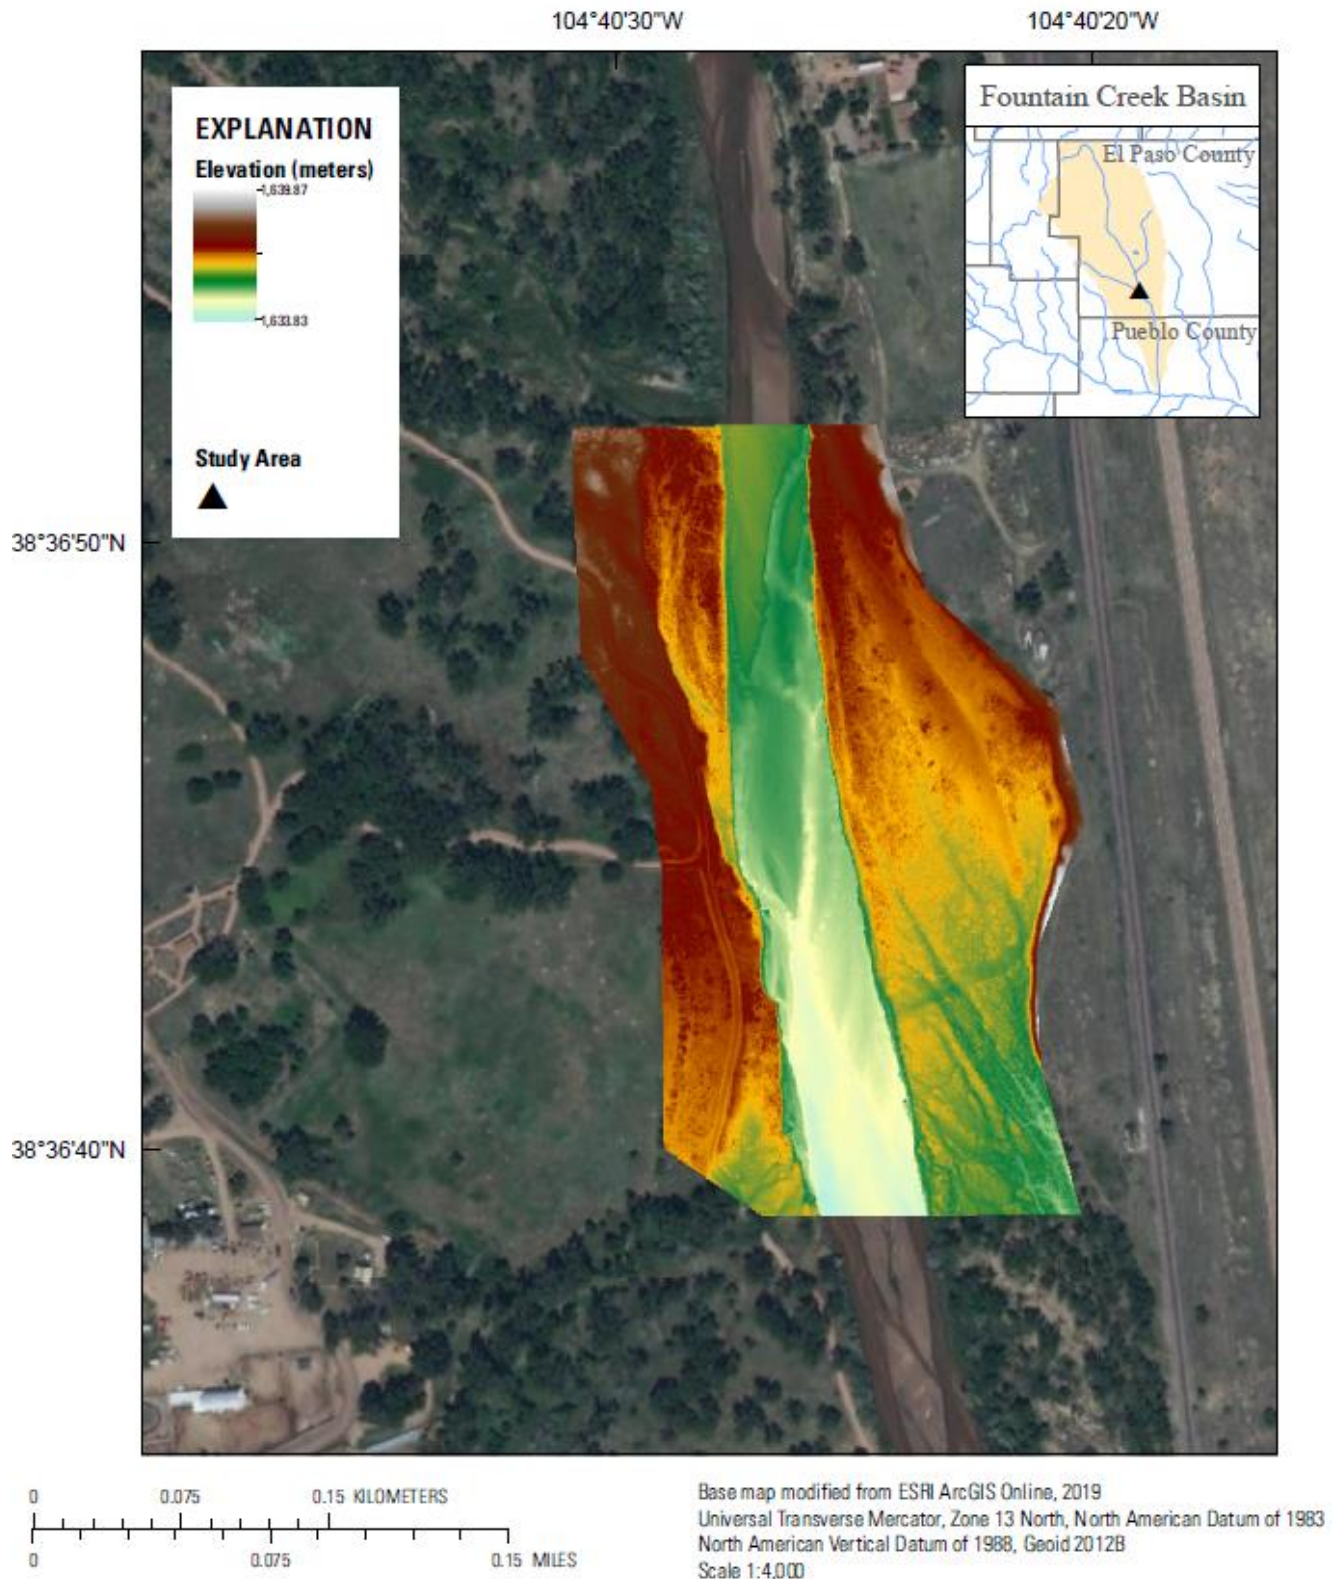 104°40'30"W 104°40'20"W
EXPLANATION
Elevation (meters)
1,639.87
1,633.83
Study Area
Fountain Creek Basin
El Paso County
Pueblo County
38°36'50"N
38°36'40"N
0 0.075 0.15 KILOMETERS
0 0.075 0.15 MILES
Base map modified from ESRI ArcGIS Online, 2019
Universal Transverse Mercator, Zone 13 North, North American Datum of 1983
North American Vertical Datum of 1988, Geoid 2012B
Scale 1:4,000